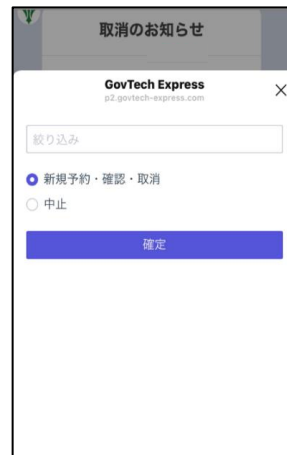 取消のお知らせ
GovTech Express
p2.govtech-express.com
絞り込み
新規予約・確認・取消
中止
確定